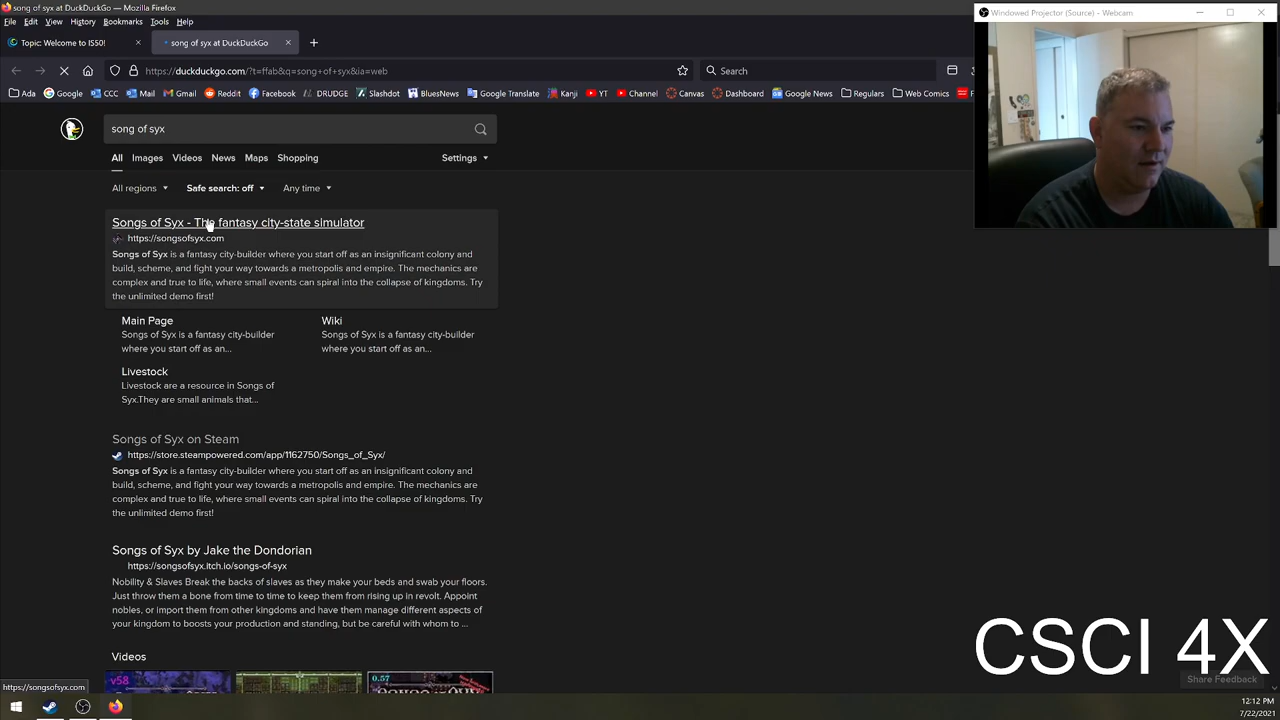 song of syx at DuckDuckGo — Mozilla Firefox
File Edit View History Bookmarks Tools Help
Topic: Welcome to IGO!
song of syx at DuckDuckGo
https://duckduckgo.com/?t=ffab&q=song+of+syx&ia=web
Search
Ada Google CCC Mail Gmail Reddit Facebook DRUDGE Slashdot BluesNews Google Translate Kanji YT Channel Canvas Dashboard Google News Regulars Web Comics
Windowed Projector (Source) - Webcam
song of syx
All Images Videos News Maps Shopping Settings
All regions Safe search: off Any time
Songs of Syx - The fantasy city-state simulator
https://songsofsyx.com
Songs of Syx is a fantasy city-builder where you start off as an insignificant colony and
build, scheme, and fight your way towards a metropolis and empire. The mechanics are
complex and true to life, where small events can spiral into the collapse of kingdoms. Try
the unlimited demo first!
Main Page
Songs of Syx is a fantasy city-builder
where you start off as an...
Wiki
Songs of Syx is a fantasy city-builder
where you start off as an...
Livestock
Livestock are a resource in Songs of
Syx.They are small animals that...
Songs of Syx on Steam
https://store.steampowered.com/app/1162750/Songs_of_Syx/
Songs of Syx is a fantasy city-builder where you start off as an insignificant colony and
build, scheme, and fight your way towards a metropolis and empire. The mechanics are
complex and true to life, where small events can spiral into the collapse of kingdoms. Try
the unlimited demo first!
Songs of Syx by Jake the Dondorian
https://songsofsyx.itch.io/songs-of-syx
Nobility & Slaves Break the backs of slaves as they make your beds and swab your floors.
Just throw them a bone from time to time to keep them from rising up in revolt. Appoint
nobles, or import them from other kingdoms and have them manage different aspects of
your kingdom to boosts your production and standing, but be careful with whom to ...
Videos
v58
0.57
CSCI 4X
Share Feedback
https://songsofsyx.com
12:12 PM
7/22/2021